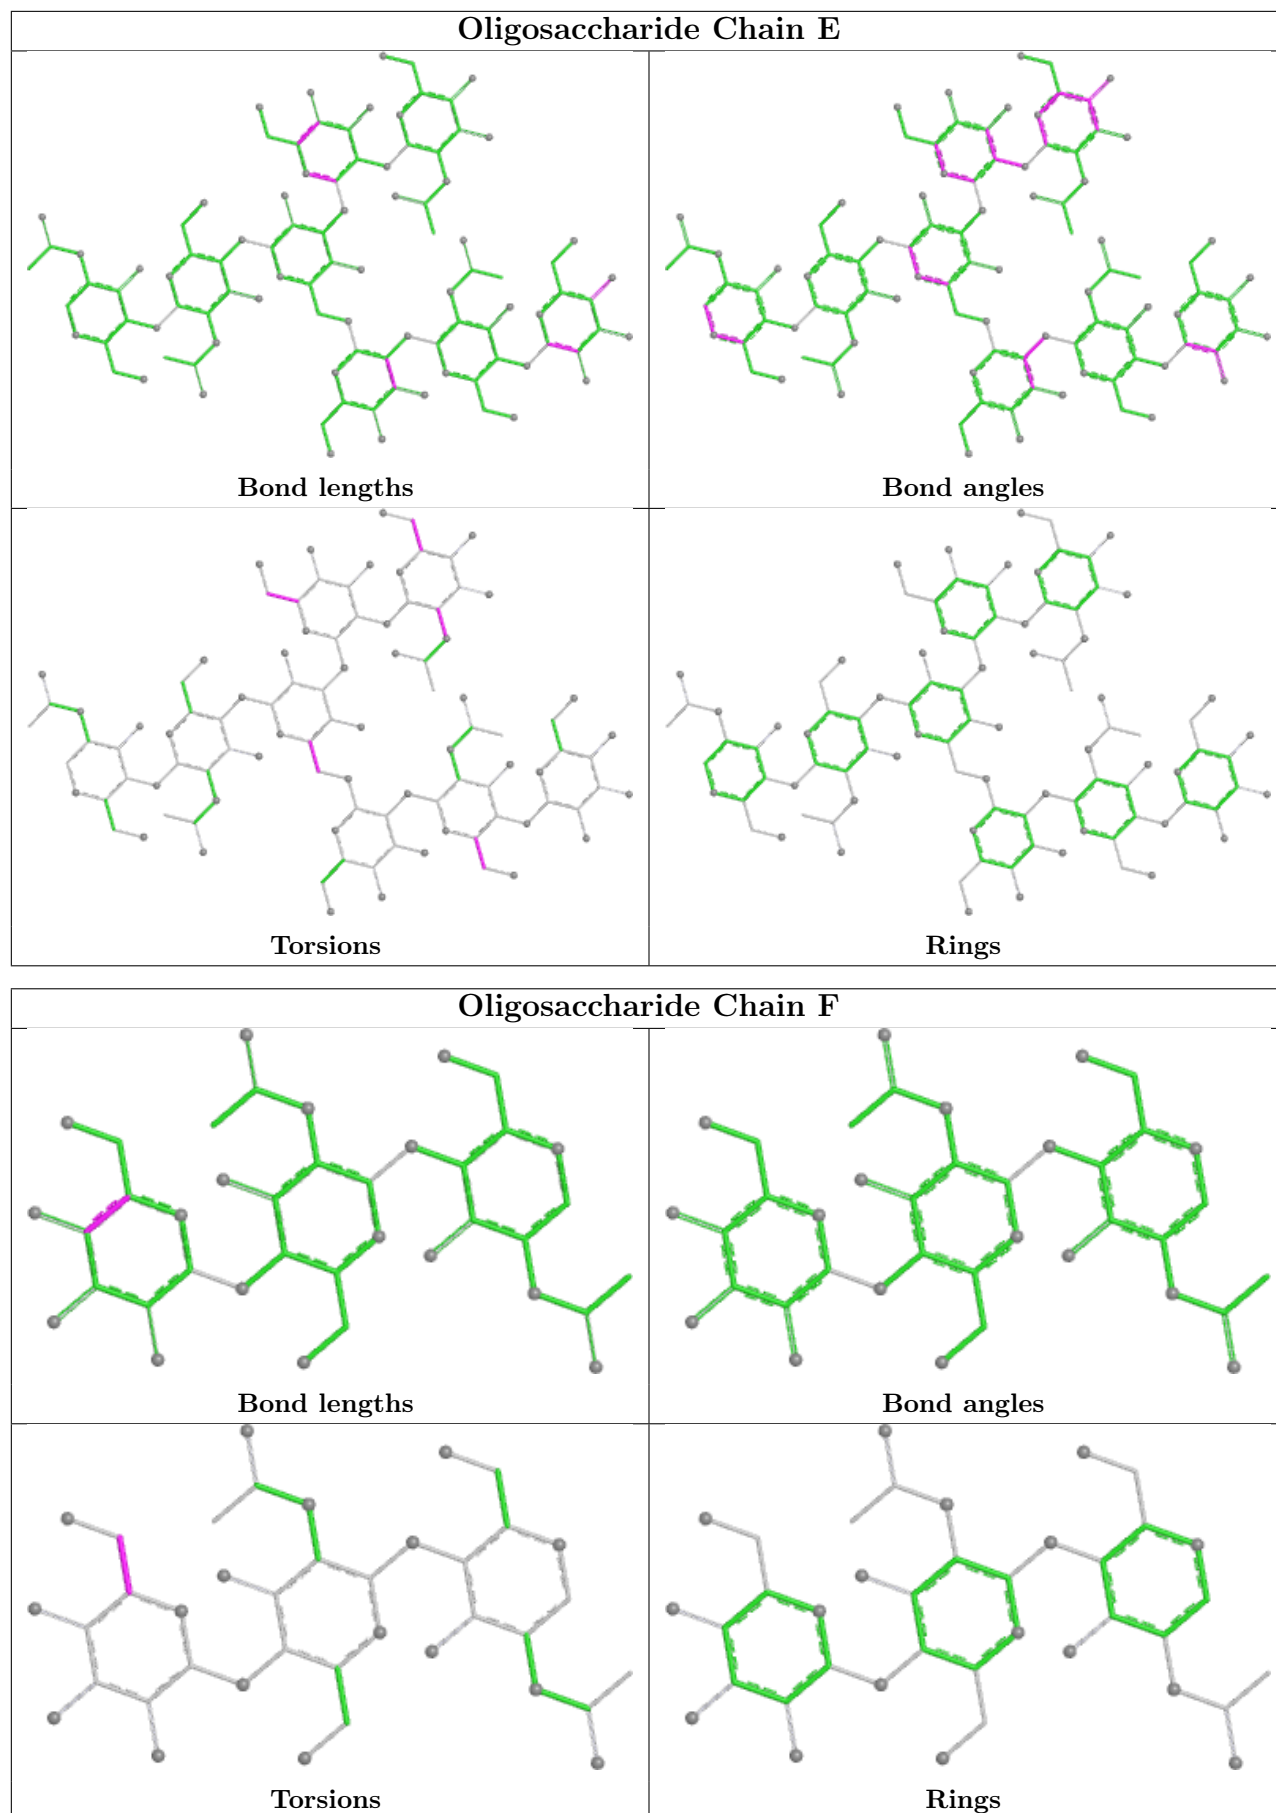 Oligosaccharide Chain E
Bond lengths
Bond angles
Torsions
Rings
Oligosaccharide Chain F
Bond lengths
Bond angles
Torsions
Rings